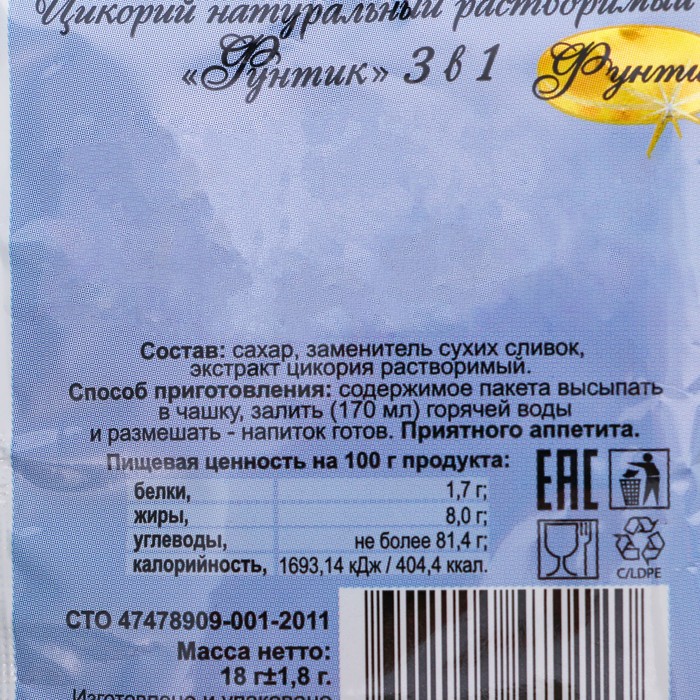 Цикорий натуральный растворимый
«Фунтик» 3 в 1
Фунти
Состав: сахар, заменитель сухих сливок,
экстракт цикория растворимый.
Способ приготовления: содержимое пакета высыпать
в чашку, залить (170 мл) горячей воды
и размешать - напиток готов. Приятного аппетита.
Пищевая ценность на 100 г продукта:
белки, 1,7 г;
жиры, 8,0 г;
углеводы, не более 81,4 г;
калорийность, 1693,14 кДж / 404,4 ккал.
EAC
C/LDPE
СТО 47478909-001-2011
Масса нетто:
18 г±1,8 г.
Изготовлено и упаковано